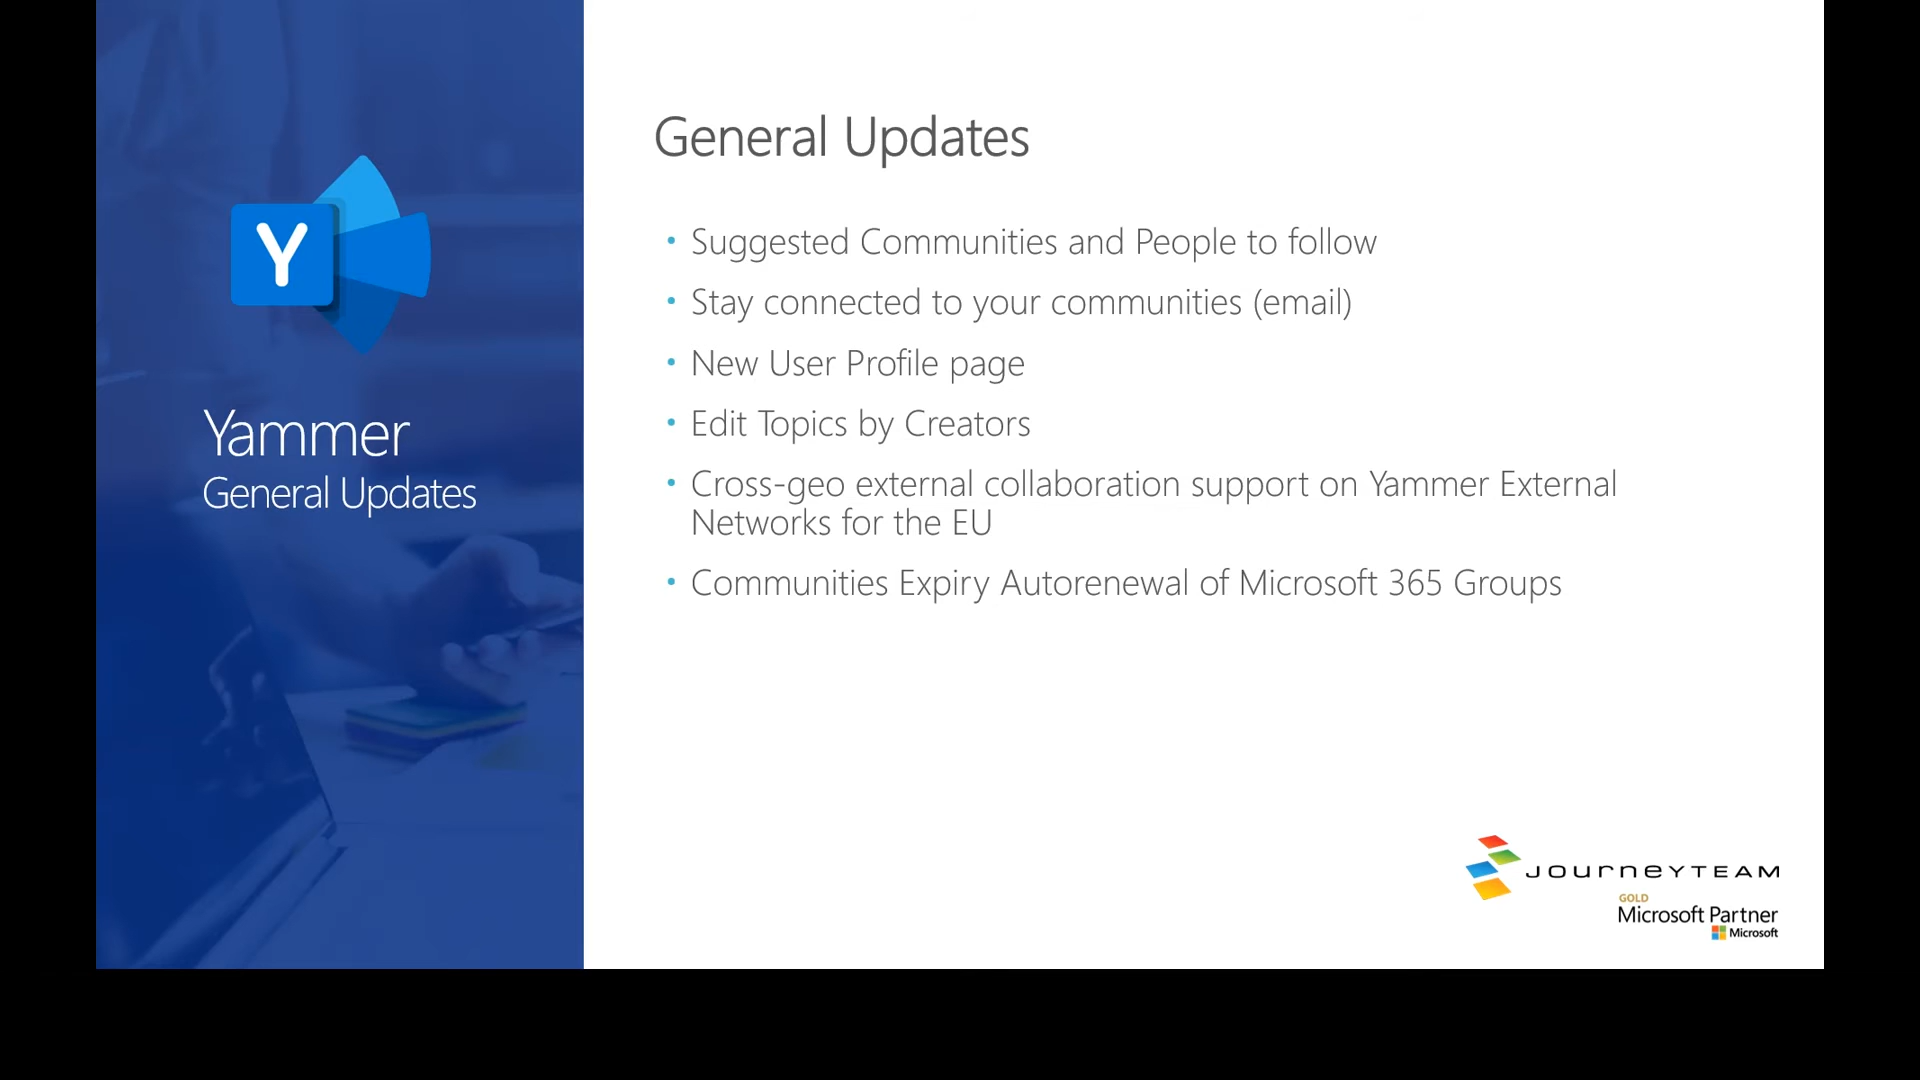 Y
Yammer
General Updates
General Updates
• Suggested Communities and People to follow
• Stay connected to your communities (email)
• New User Profile page
• Edit Topics by Creators
• Cross-geo external collaboration support on Yammer External
Networks for the EU
• Communities Expiry Autorenewal of Microsoft 365 Groups
JOURNEYTEAM
GOLD
Microsoft Partner
Microsoft